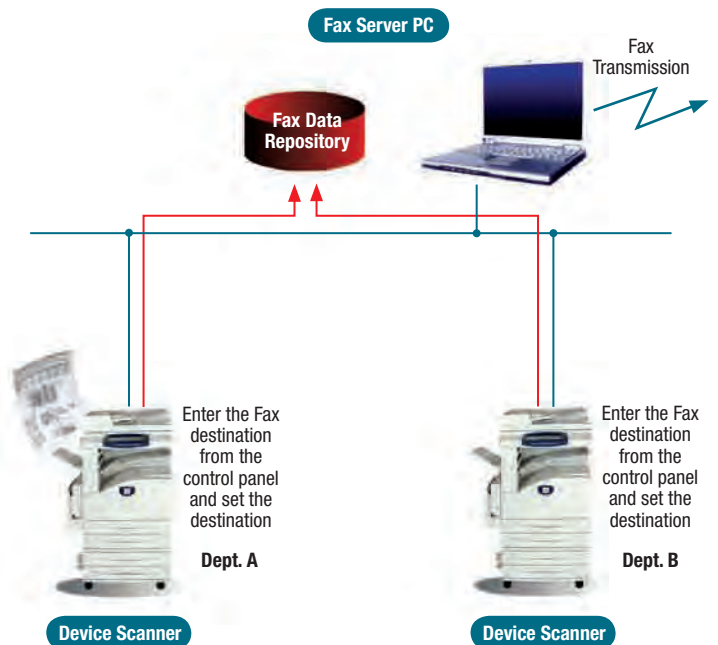 Fax Server PC
Fax
Transmission
Fax Data
Repository
Enter the Fax
destination
from the
control panel
and set the
destination
Dept. A
Device Scanner
Enter the Fax
destination
from the
control panel
and set the
destination
Dept. B
Device Scanner